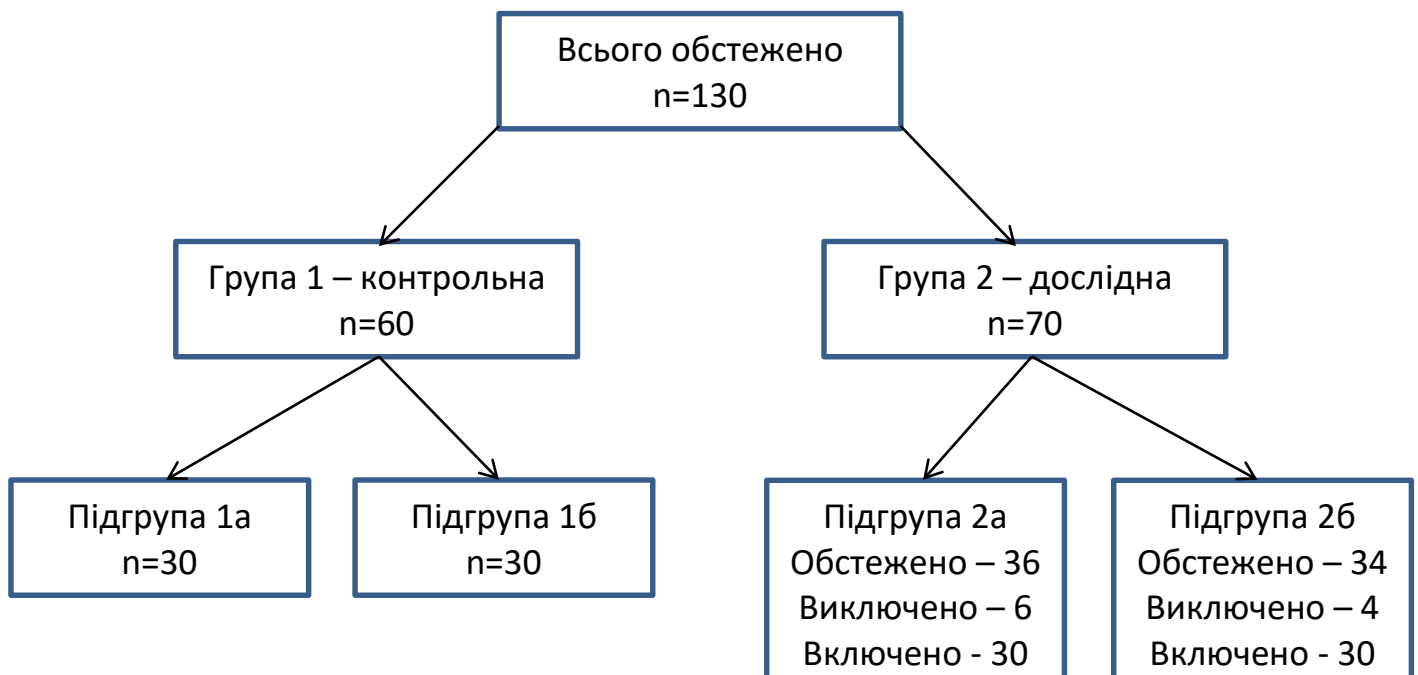 Всього обстежено
n=130
Група 1 – контрольна
n=60
Група 2 – дослідна
n=70
Підгрупа 1а
n=30
Підгрупа 1б
n=30
Підгрупа 2а
Обстежено – 36
Виключено – 6
Включено - 30
Підгрупа 2б
Обстежено – 34
Виключено – 4
Включено - 30